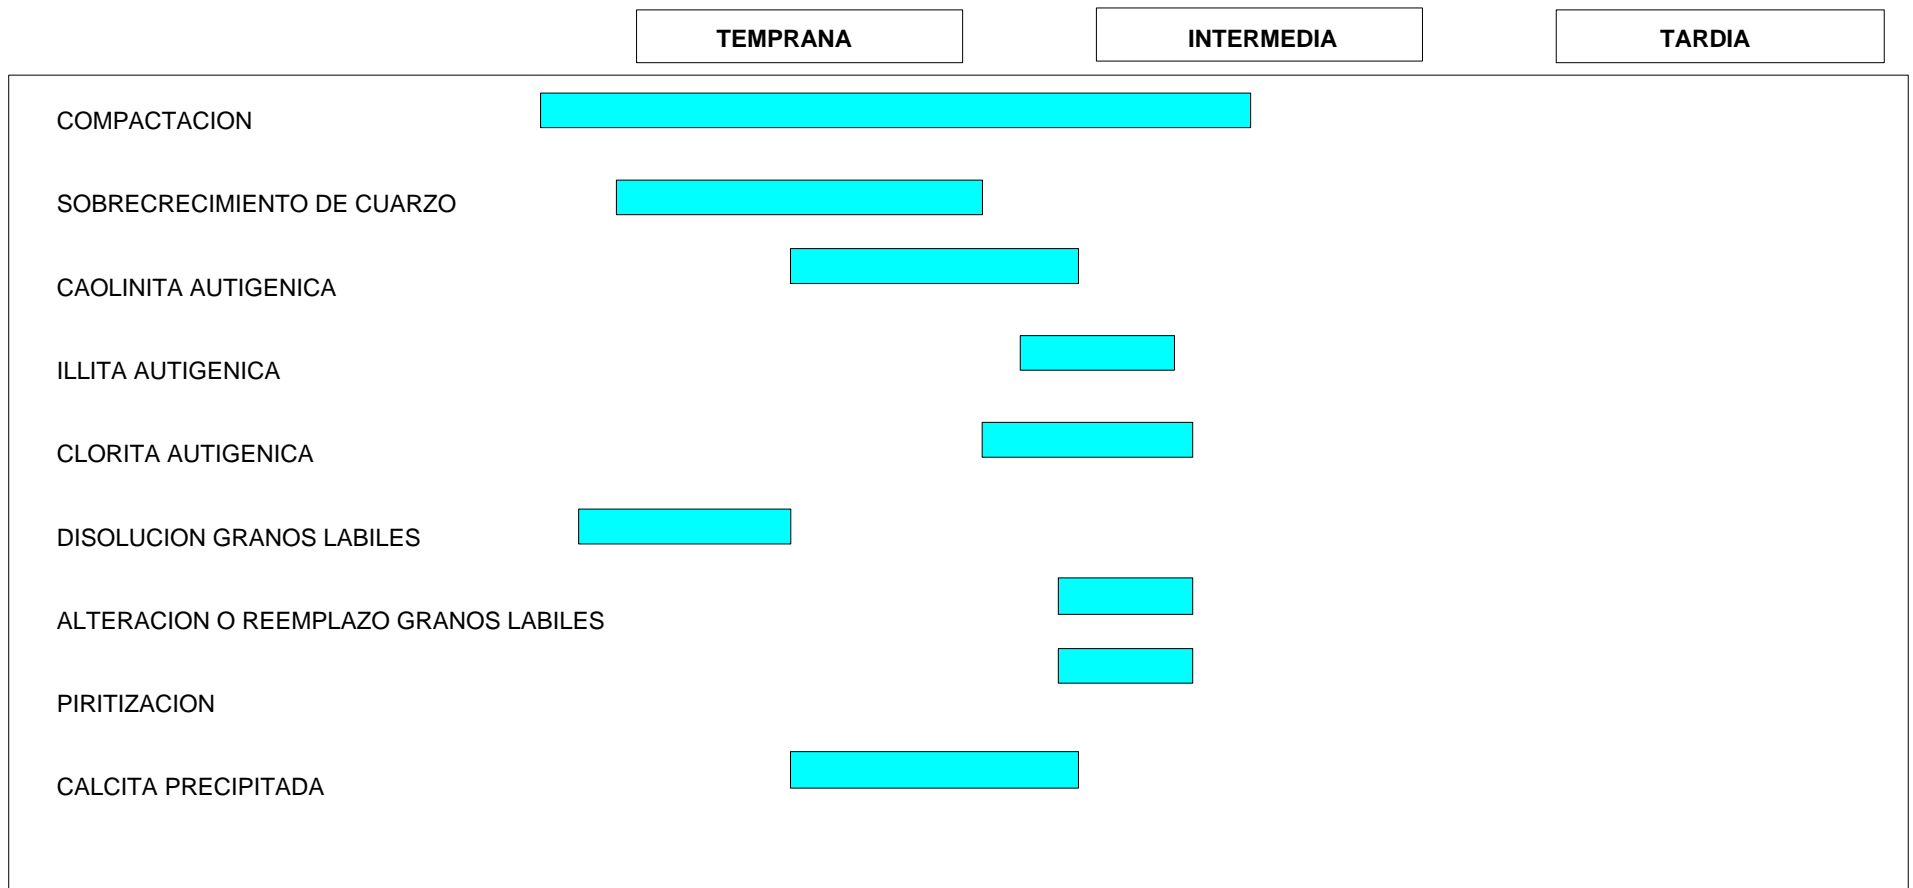 TEMPRANA INTERMEDIA TARDIA
COMPACTACION
SOBRECRECIMIENTO DE CUARZO
CAOLINITA AUTIGENICA
ILLITA AUTIGENICA
CLORITA AUTIGENICA
DISOLUCION GRANOS LABILES
ALTERACION O REEMPLAZO GRANOS LABILES
PIRITIZACION
CALCITA PRECIPITADA